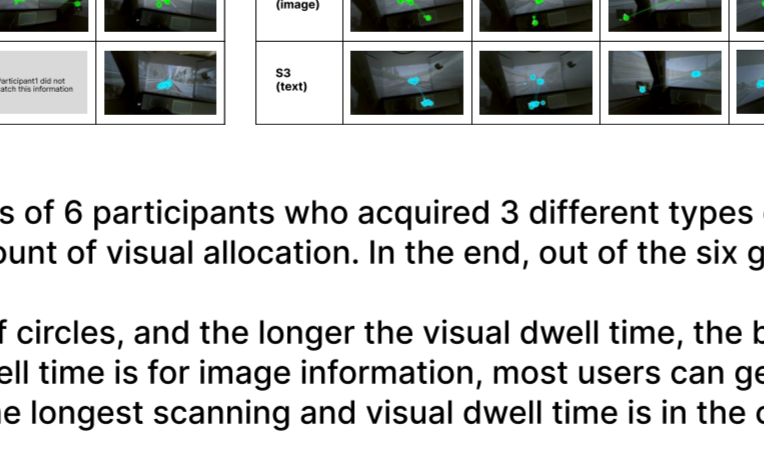 (image)
S3
(text)
articipant1 did not
atch this information
s of 6 participants who acquired 3 different types
ount of visual allocation. In the end, out of the six g
f circles, and the longer the visual dwell time, the b
ell time is for image information, most users can ge
e longest scanning and visual dwell time is in the c